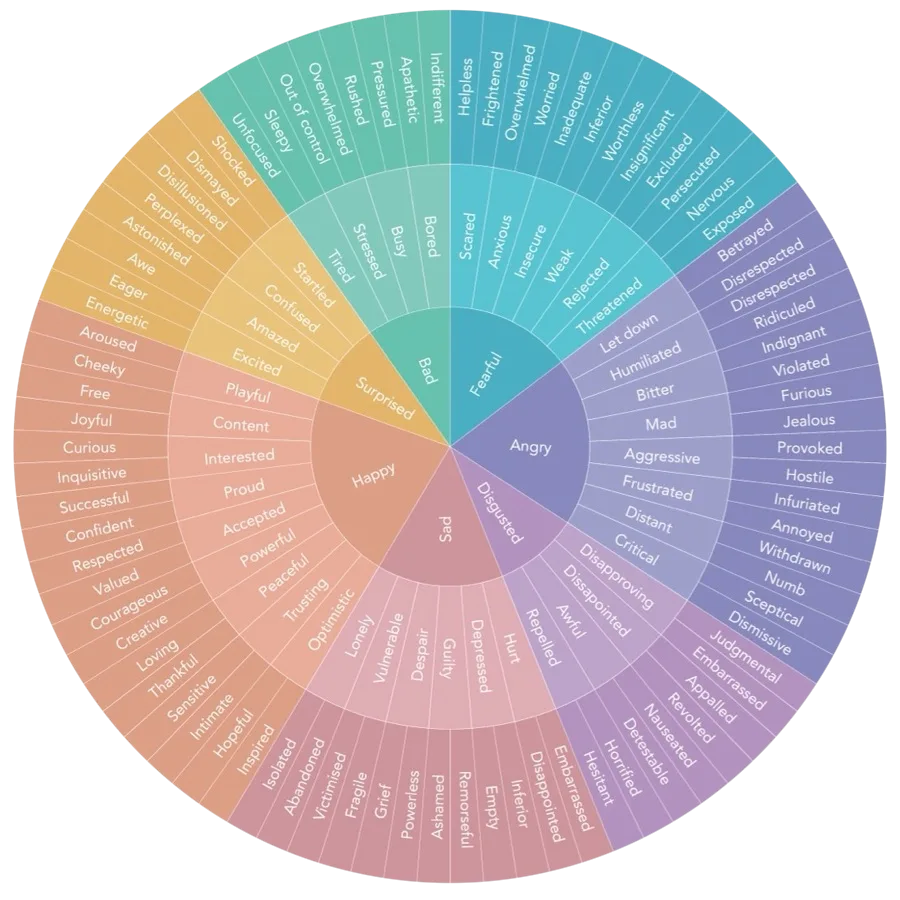 Fearful
Angry
Disgusted
Sad
Happy
Surprised
Bad
Scared
Anxious
Insecure
Weak
Rejected
Threatened
Let down
Humiliated
Bitter
Mad
Aggressive
Frustrated
Distant
Critical
Disapproving
Dissapointed
Awful
Repelled
Hurt
Depressed
Guilty
Despair
Vulnerable
Lonely
Optimistic
Trusting
Peaceful
Powerful
Accepted
Proud
Interested
Content
Playful
Excited
Amazed
Confused
Startled
Tired
Stressed
Busy
Bored
Helpless
Frightened
Overwhelmed
Worried
Inadequate
Inferior
Worthless
Insignificant
Excluded
Persecuted
Nervous
Exposed
Betrayed
Disrespected
Disrespected
Ridiculed
Indignant
Violated
Furious
Jealous
Provoked
Hostile
Infuriated
Annoyed
Withdrawn
Numb
Sceptical
Dismissive
Judgmental
Embarrassed
Appalled
Revolted
Nauseated
Detestable
Horrified
Hesitant
Embarrassed
Disappointed
Inferior
Empty
Remorseful
Ashamed
Powerless
Grief
Fragile
Victimised
Abandoned
Isolated
Inspired
Hopeful
Intimate
Sensitive
Thankful
Loving
Creative
Courageous
Valued
Respected
Confident
Successful
Inquisitive
Curious
Joyful
Free
Cheeky
Aroused
Energetic
Eager
Awe
Astonished
Perplexed
Disillusioned
Dismayed
Shocked
Unfocused
Sleepy
Out of control
Overwhelmed
Rushed
Pressured
Apathetic
Indifferent